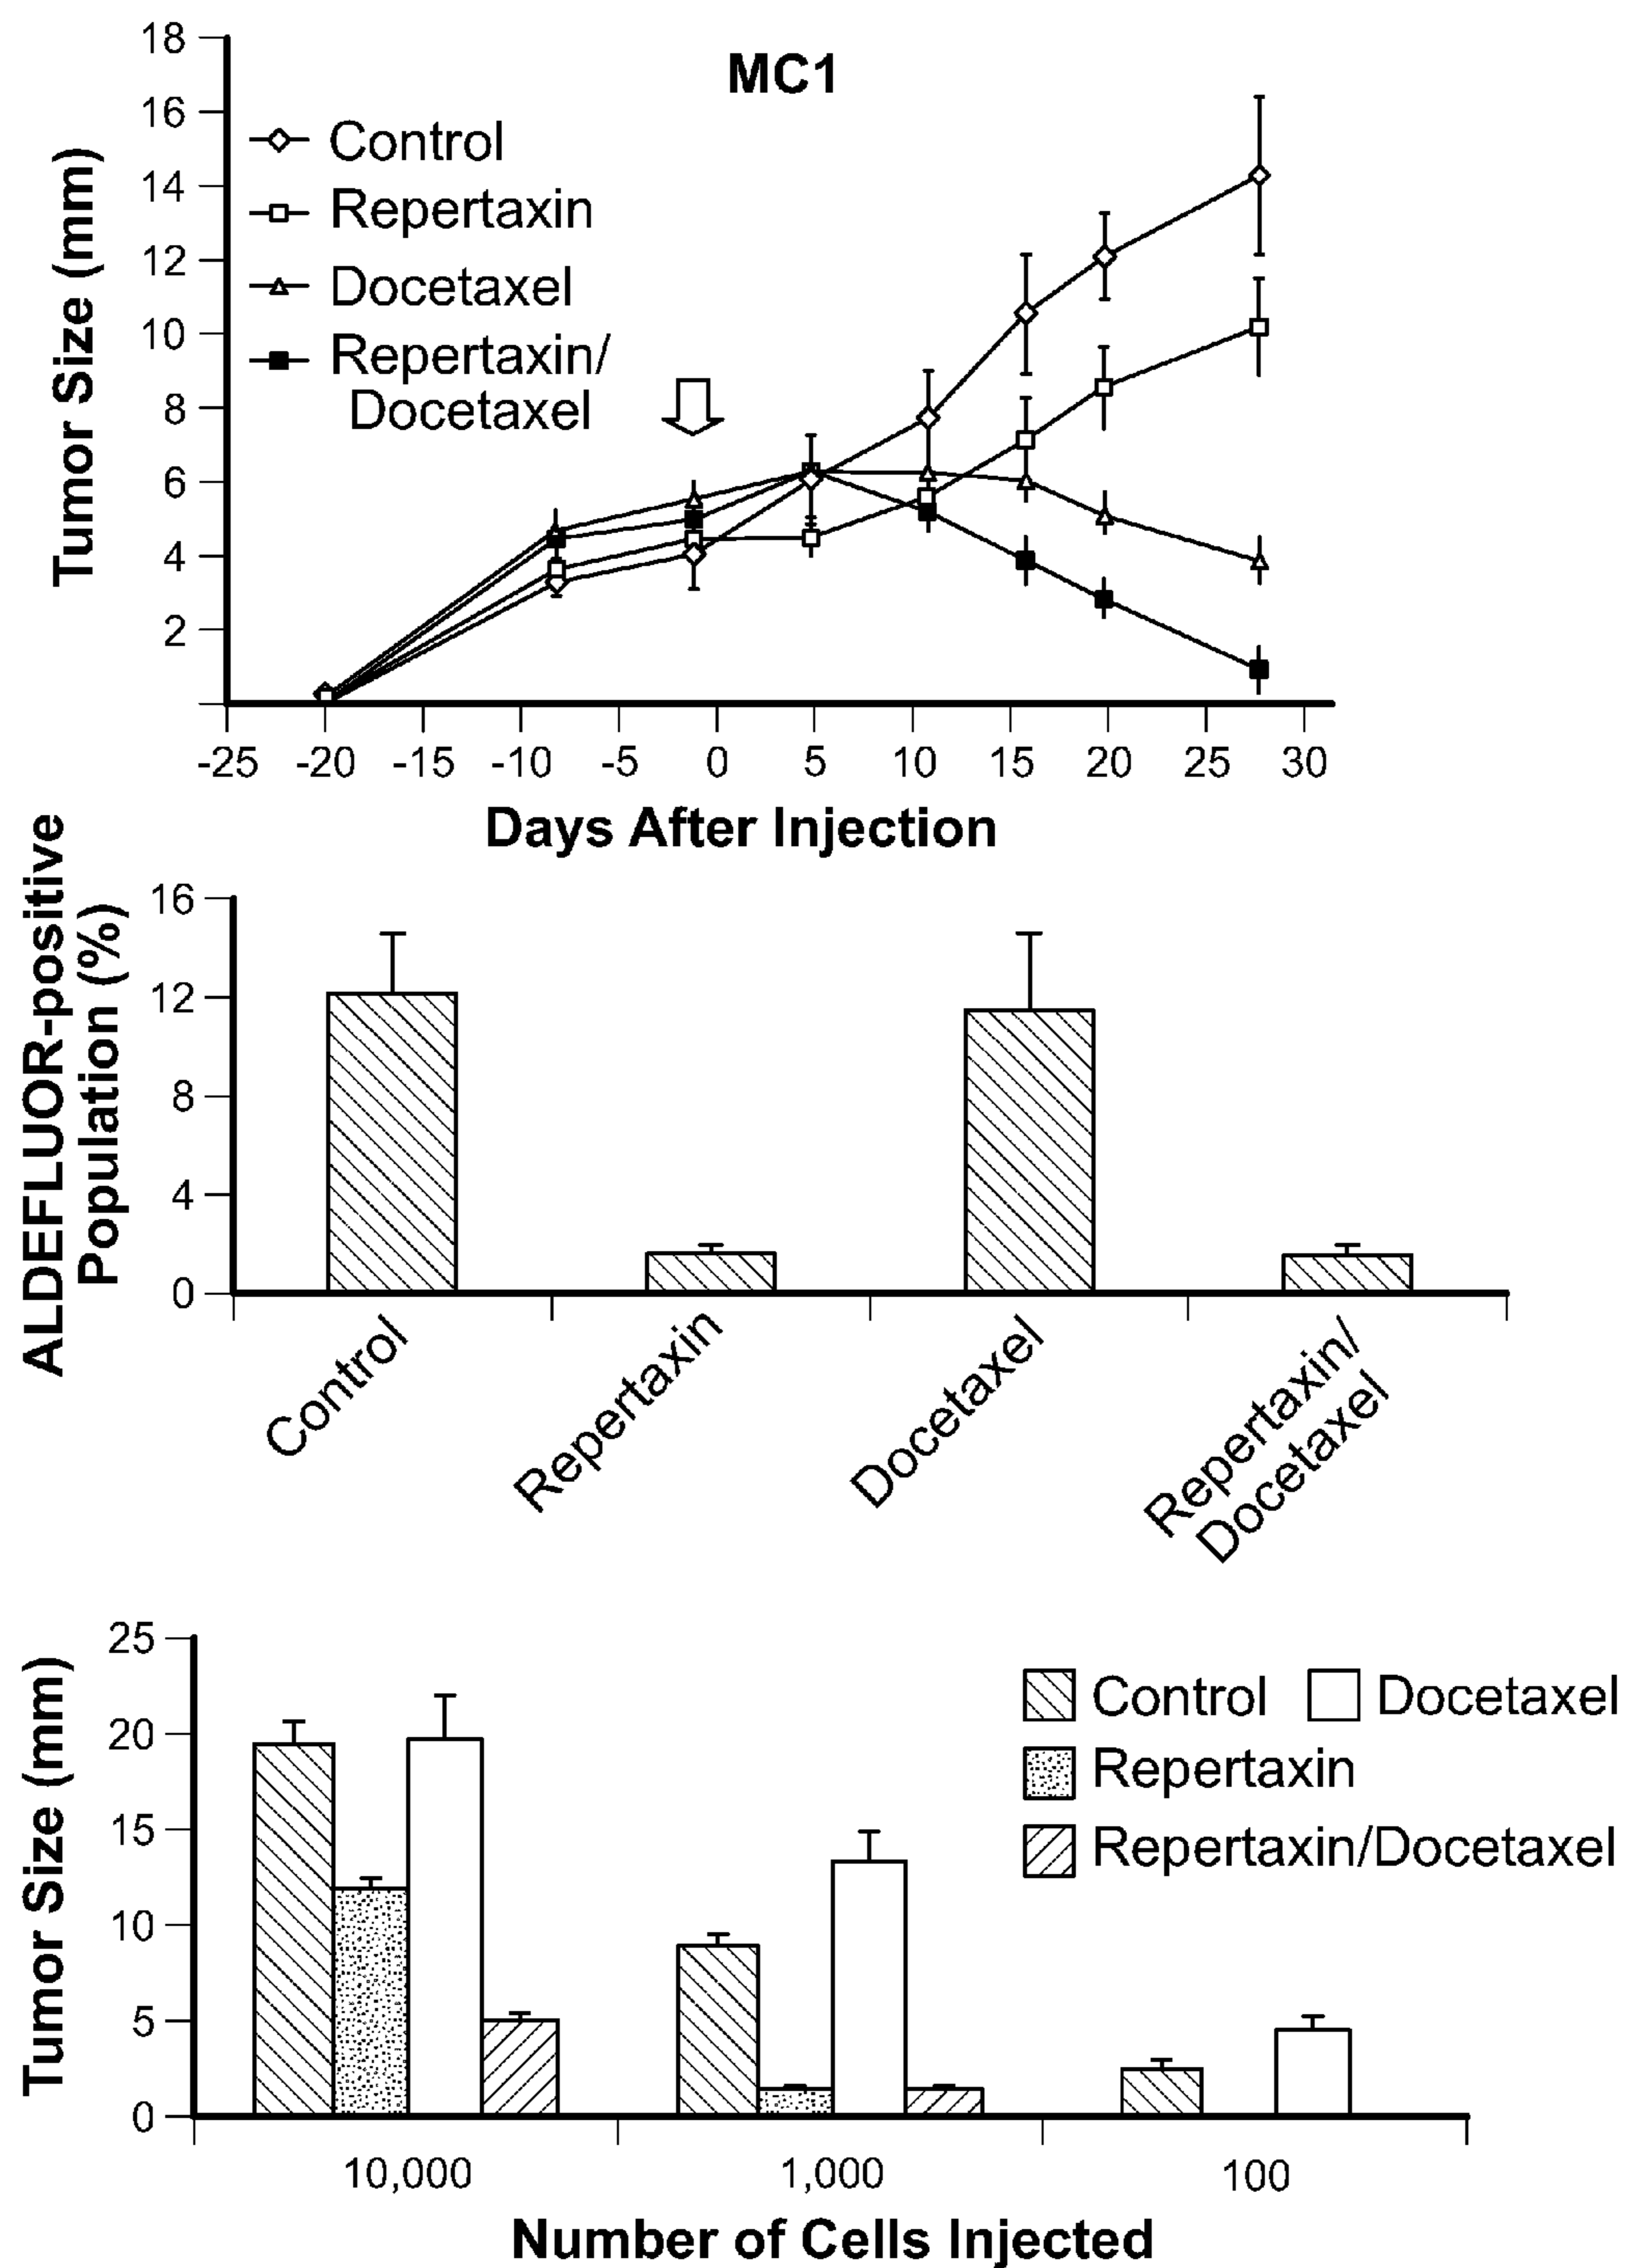 MC1
Tumor Size (mm)
18
16
14
12
10
8
6
4
2
Control
Repertaxin
Docetaxel
Repertaxin/
Docetaxel
-25 -20 -15 -10 -5 0 5 10 15 20 25 30
Days After Injection
ALDEFLUOR-positive
Population (%)
16
12
8
4
0
Control
Repertaxin
Docetaxel
Repertaxin/
Docetaxel
Tumor Size (mm)
25
20
15
10
5
0
Control Docetaxel
Repertaxin
Repertaxin/Docetaxel
10,000 1,000 100
Number of Cells Injected